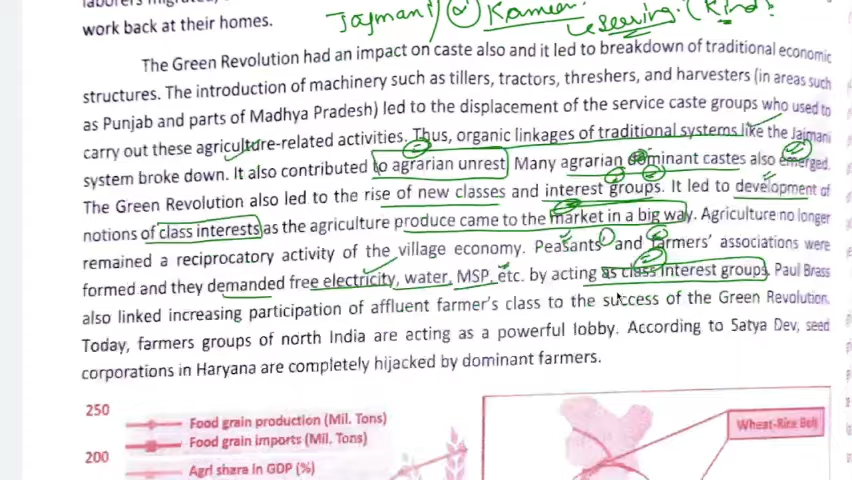 work back at their homes.
Jajmani
Kameen
serving
The Green Revolution had an impact on caste also and it led to breakdown of traditional economic
structures. The introduction of machinery such as tillers, tractors, threshers, and harvesters (in areas such
as Punjab and parts of Madhya Pradesh) led to the displacement of the service caste groups who used to
carry out these agriculture-related activities. Thus, organic linkages of traditional systems like the Jajmani
system broke down. It also contributed to agrarian unrest Many agrarian dominant castes also emerged.
The Green Revolution also led to the rise of new classes and interest groups. It led to development of
notions of class interests as the agriculture produce came to the market in a big way. Agriculture no longer
remained a reciprocatory activity of the village economy. Peasants' and farmers' associations were
formed and they demanded free electricity, water, MSP, etc. by acting as class interest groups. Paul Brass
also linked increasing participation of affluent farmer's class to the success of the Green Revolution.
Today, farmers groups of north India are acting as a powerful lobby. According to Satya Dev, seed
corporations in Haryana are completely hijacked by dominant farmers.
250
Food grain production (Mil. Tons)
Food grain imports (Mil. Tons)
200
Agri share in GDP (%)
Wheat-Rice Belt